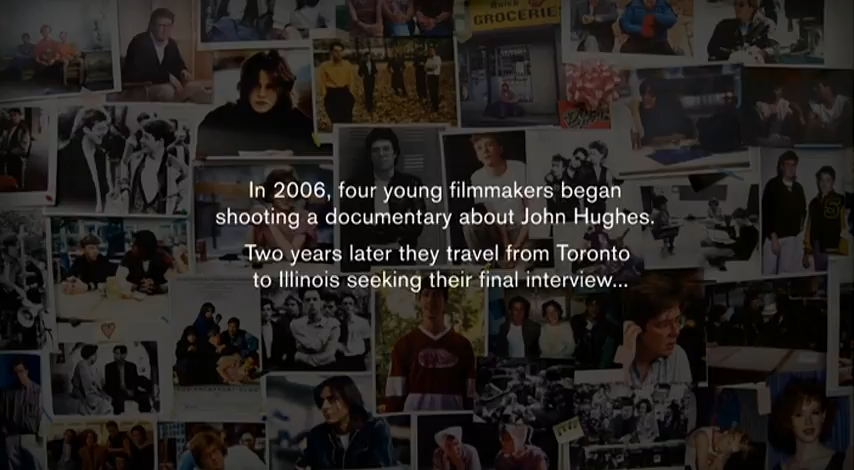 GROCERIE
In 2006, four young filmmakers began
shooting a documentary about John Hughes.
Two years later they travel from Toronto
to Illinois seeking their final interview...